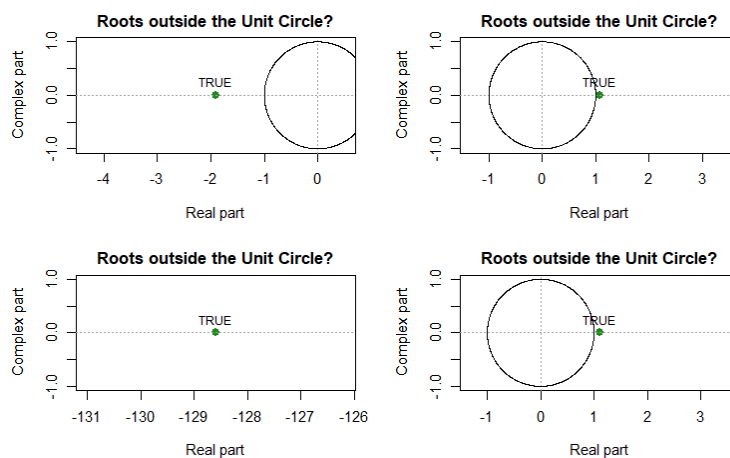 Roots outside the Unit Circle?
Complex part
1.0
0.0
-1.0
TRUE
-4
-3
-2
-1
0
Real part
Roots outside the Unit Circle?
Complex part
1.0
0.0
-1.0
TRUE
-1
0
1
2
3
Real part
Roots outside the Unit Circle?
Complex part
1.0
0.0
-1.0
TRUE
-131
-130
-129
-128
-127
-126
Real part
Roots outside the Unit Circle?
Complex part
1.0
0.0
-1.0
TRUE
-1
0
1
2
3
Real part